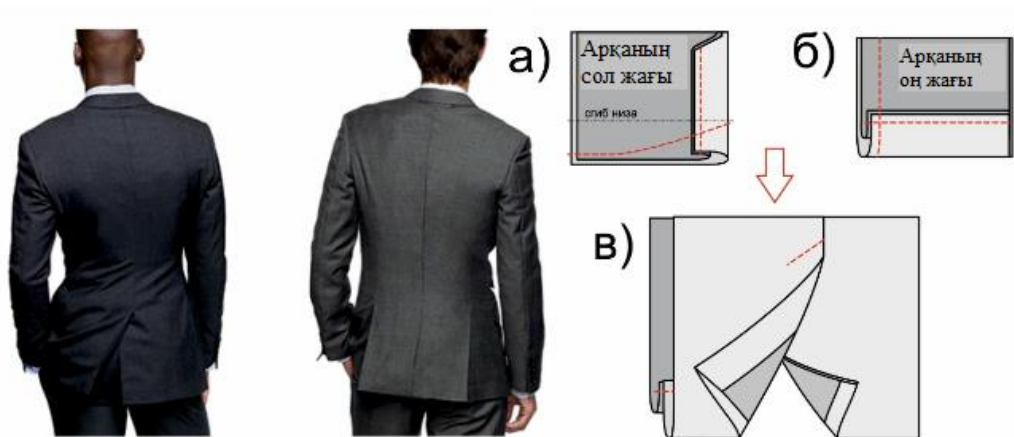 а)
Арқаның
сол жағы
сгиб низа
б)
Арқаның
оң жағы
в)